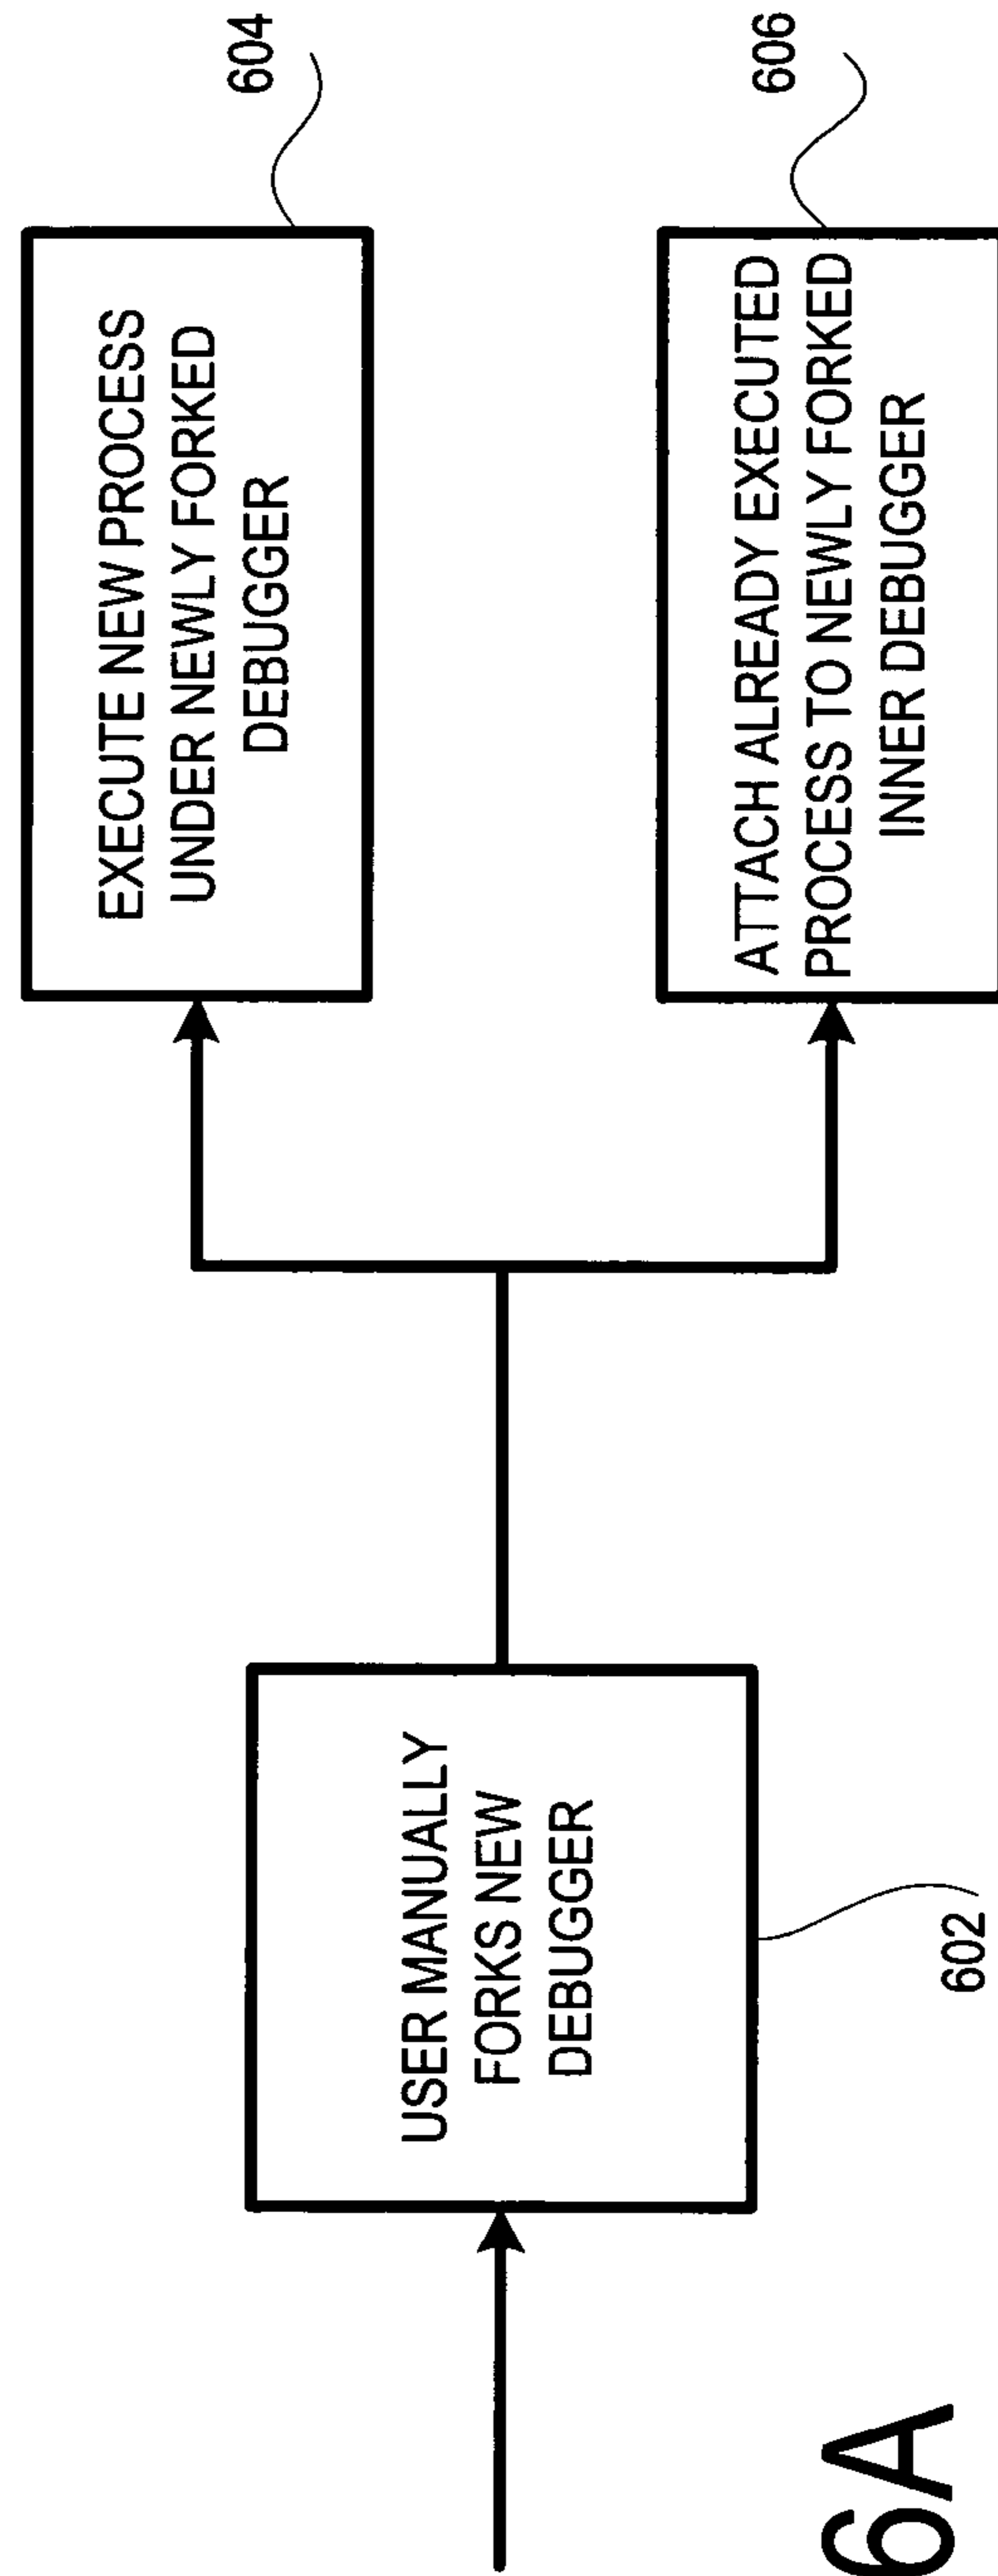 USER MANUALLY
FORKS NEW
DEBUGGER
602
EXECUTE NEW PROCESS
UNDER NEWLY FORKED
DEBUGGER
604
ATTACH ALREADY EXECUTED
PROCESS TO NEWLY FORKED
INNER DEBUGGER
606
6A